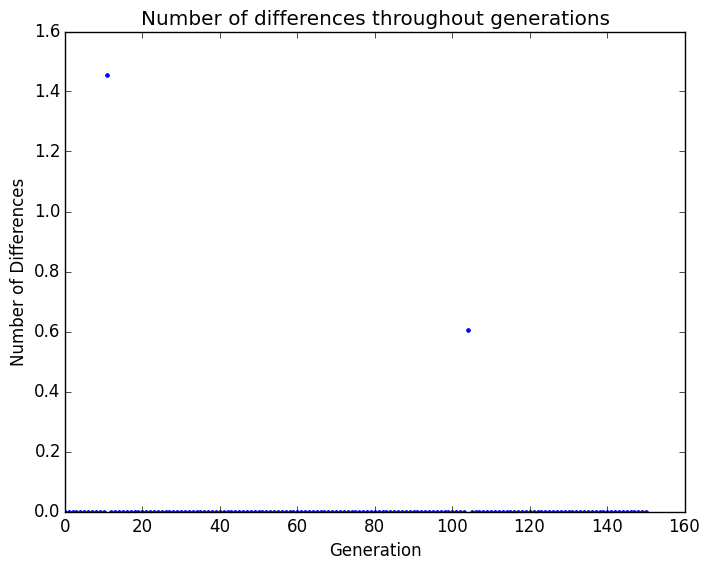 Number of differences throughout generations
1.6
1.4
1.2
1.0
0.8
0.6
0.4
0.2
0.0
Number of Differences
0 20 40 60 80 100 120 140 160
Generation